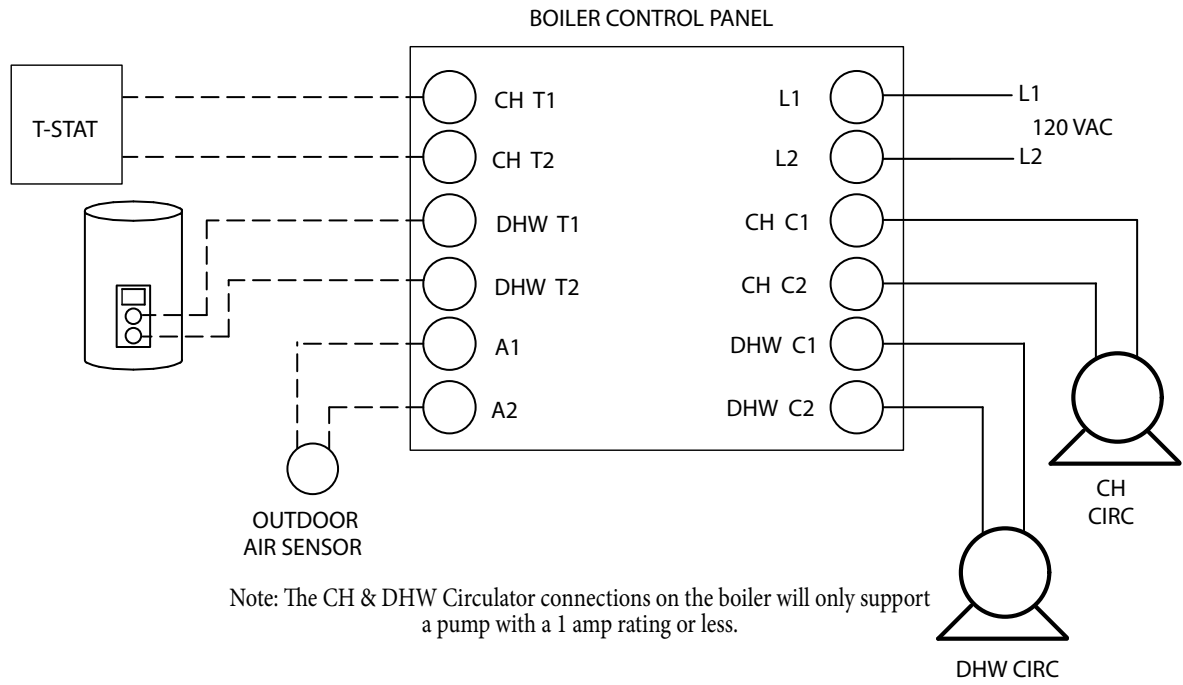 BOILER CONTROL PANEL
T-STAT
CH T1
CH T2
DHW T1
DHW T2
A1
A2
L1
L2
CH C1
CH C2
DHW C1
DHW C2
L1
120 VAC
L2
OUTDOOR
AIR SENSOR
CH
CIRC
DHW CIRC
Note: The CH & DHW Circulator connections on the boiler will only support
a pump with a 1 amp rating or less.